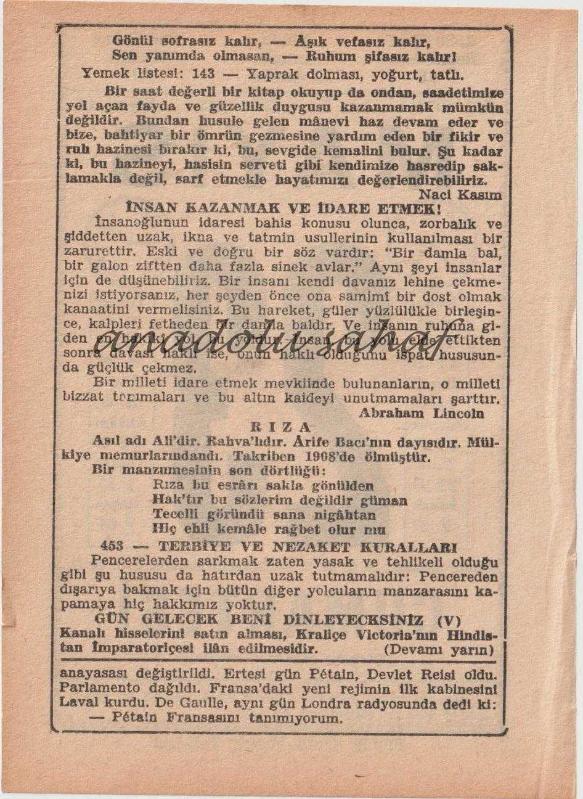 Gönül sofrasız kalır, — Aşık vefasız kalır,
Sen yanımda olmasan, — Ruhum şifasız kalır!
Yemek listesi: 143 — Yaprak dolması, yoğurt, tatlı.
Bir saat değerli bir kitap okuyup da ondan, saadetimize
yol açan fayda ve güzellik duygusu kazanmamak mümkün
değildir. Bundan husule gelen mânevi haz devam eder ve
bize, bahtiyar bir ömrün gezmesine yardım eden bir fikir ve
ruh hazinesi bırakır ki, bu, sevgide kemalini bulur. Şu kadar
ki, bu hazineyi, hasisin serveti gibi kendimize hasredip sak-
lamakla değil, sarf etmekle hayatımızı değerlendirebiliriz.
Naci Kasım
İNSAN KAZANMAK VE İDARE ETMEK!
İnsanoğlunun idaresi bahis konusu olunca, zorbalık ve
şiddetten uzak, ikna ve tatmin usullerinin kullanılması bir
zarurettir. Eski ve doğru bir söz vardır: "Bir damla bal,
bir galon ziftten daha fazla sinek avlar." Aynı şeyi insanlar
için de düşünebiliriz. Bir insanı kendi davanız lehine çekme-
nizi istiyorsanız, her şeyden önce ona samimî bir dost olmak
kanaatini vermelisiniz. Bu hareket, güler yüzlülükle birleşin-
ce, kalpleri fetheden bir damla baldır. Ve insanın ruhuna gi-
den
anadolu sahaf
sonra davası haklı ise, onun haklı olduğunu ispat hususun-
da güçlük çekmez.
Bir milleti idare etmek mevkiinde bulunanların, o milleti
bizzat tanımaları ve bu altın kaideyi unutmamaları şarttır.
Abraham Lincoln
RIZA
Asıl adı Ali'dir. Rahva'lıdır. Arife Bacı'nın dayısıdır. Mül-
kiye memurlarındandı. Takriben 1908'de ölmüştür.
Bir manzumesinin son dörtlüğü:
Rıza bu esrârı sakla gönülden
Hak'tır bu sözlerim değildir güman
Tecelli göründü sana nigâhtan
Hiç ehli kemâle rağbet olur mu
453 — TERBİYE VE NEZAKET KURALLARI
Pencerelerden sarkmak zaten yasak ve tehlikeli olduğu
gibi şu hususu da hatırdan uzak tutmamalıdır: Pencereden
dışarıya bakmak için bütün diğer yolcuların manzarasını ka-
pamaya hiç hakkımız yoktur.
GÜN GELECEK BENİ DİNLEYECKSİNİZ (V)
Kanalı hisselerini satın alması, Kraliçe Victoria'nın Hindis-
tan İmparatoriçesi ilân edilmesidir. (Devamı yarın)
anayasası değiştirildi. Ertesi gün Pétain, Devlet Reisi oldu.
Parlamento dağıldı. Fransa'daki yeni rejimin ilk kabinesini
Laval kurdu. De Gaulle, aynı gün Londra radyosunda dedi ki:
— Pétain Fransasını tanımıyorum.